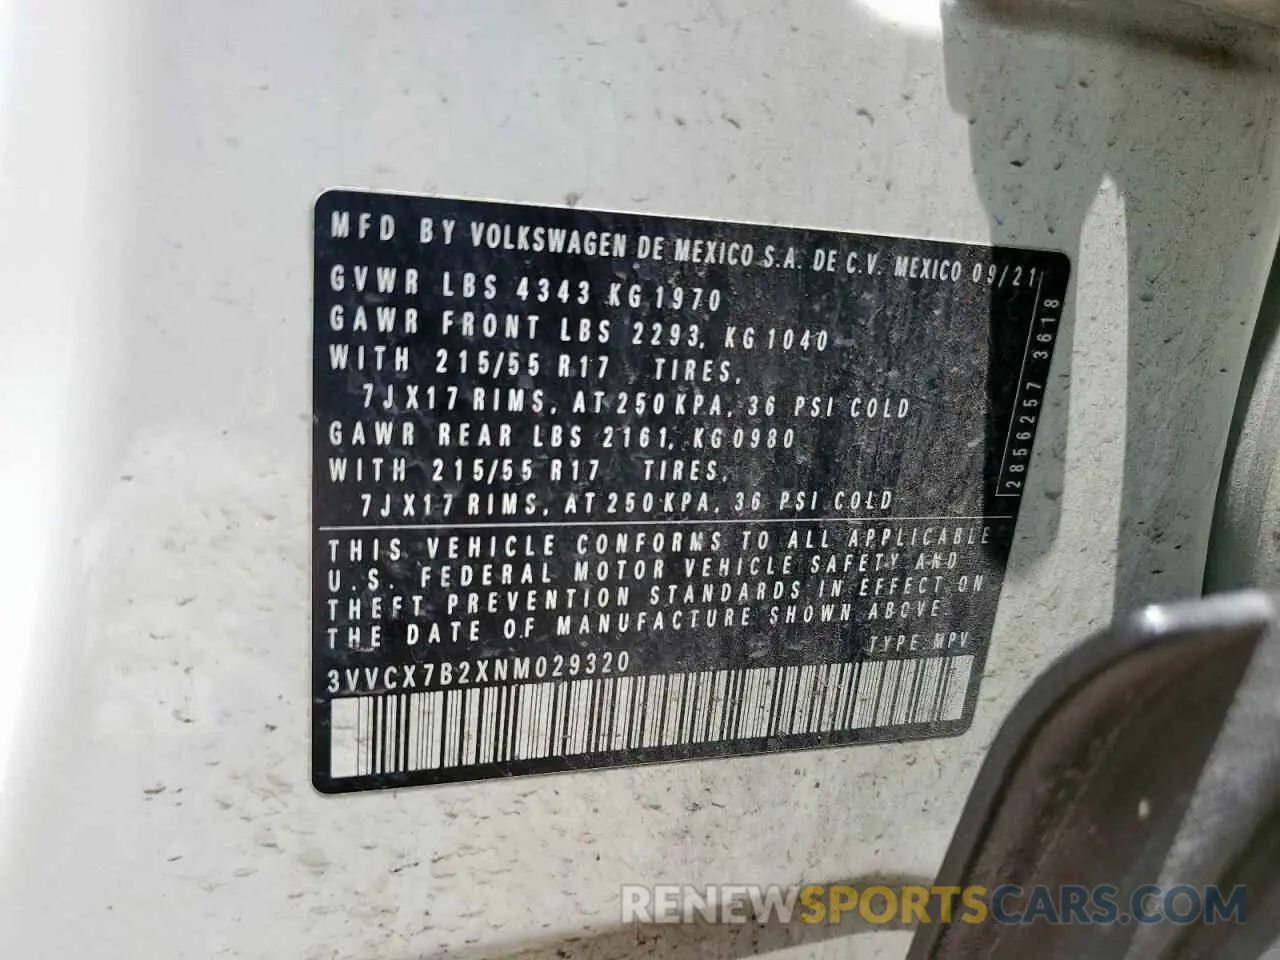 MFD BY VOLKSWAGEN DE MEXICO S.A. DE C.V. MEXICO 09/21
GVWR LBS 4343 KG 1970
GAWR FRONT LBS 2293, KG 1040
WITH 215/55 R17 TIRES,
7JX17 RIMS, AT 250 KPA, 36 PSI COLD
GAWR REAR LBS 2161, KG 0980
WITH 215/55 R17 TIRES,
7JX17 RIMS, AT 250 KPA, 36 PSI COLD
2856257 3618
THIS VEHICLE CONFORMS TO ALL APPLICABLE
U.S. FEDERAL MOTOR VEHICLE SAFETY AND
THEFT PREVENTION STANDARDS IN EFFECT ON
THE DATE OF MANUFACTURE SHOWN ABOVE
TYPE MPV
3VVCX7B2XNM029320
RENEWSPORTSCARS.COM